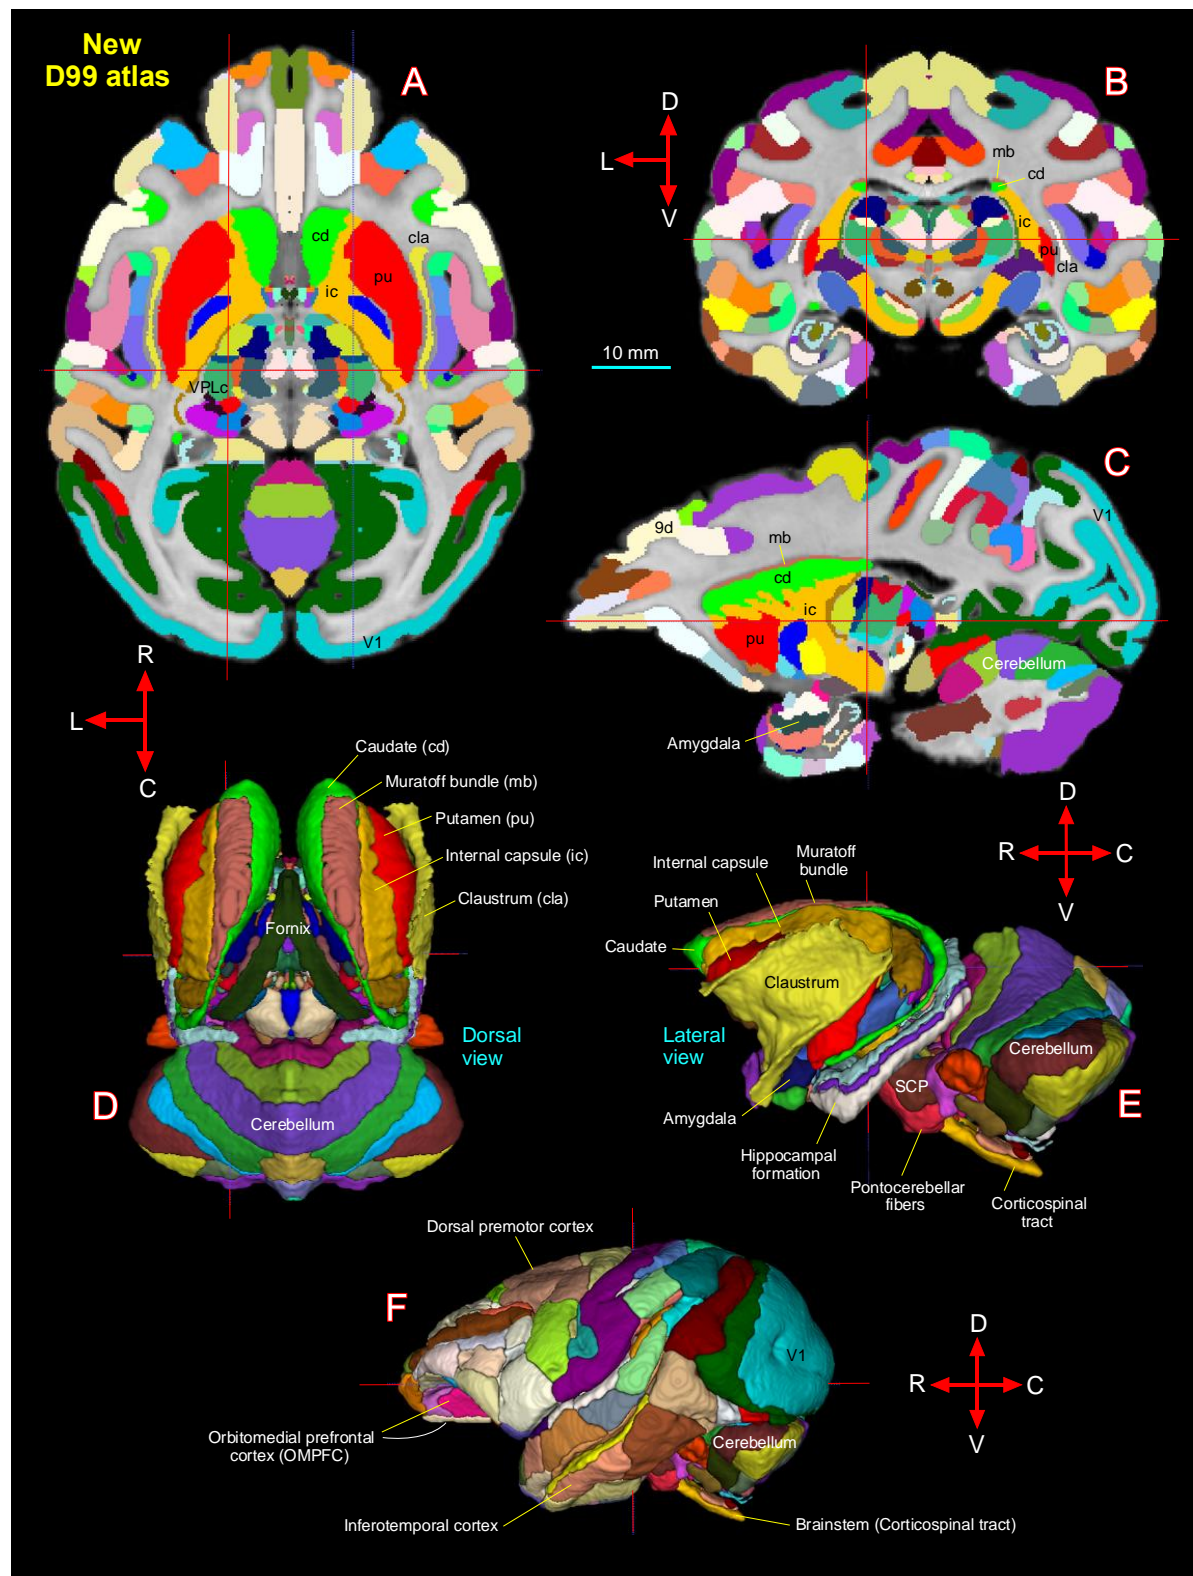 New
D99 atlas
A
cd
cla
pu
ic
VPLc
V1
B
D
L
V
mb
cd
ic
pu
cla
10 mm
C
9d
V1
mb
cd
ic
pu
Cerebellum
Amygdala
R
L
C
Caudate (cd)
Muratoff bundle (mb)
Putamen (pu)
Internal capsule (ic)
Claustrum (cla)
Fornix
Dorsal
view
D
Cerebellum
D
R
C
V
Muratoff
bundle
Internal capsule
Putamen
Caudate
Claustrum
Lateral
view
Cerebellum
SCP
E
Amygdala
Hippocampal
formation
Pontocerebellar
fibers
Corticospinal
tract
Dorsal premotor cortex
F
V1
D
R
C
V
Orbitomedial prefrontal
cortex (OMPFC)
Cerebellum
Inferotemporal cortex
Brainstem (Corticospinal tract)